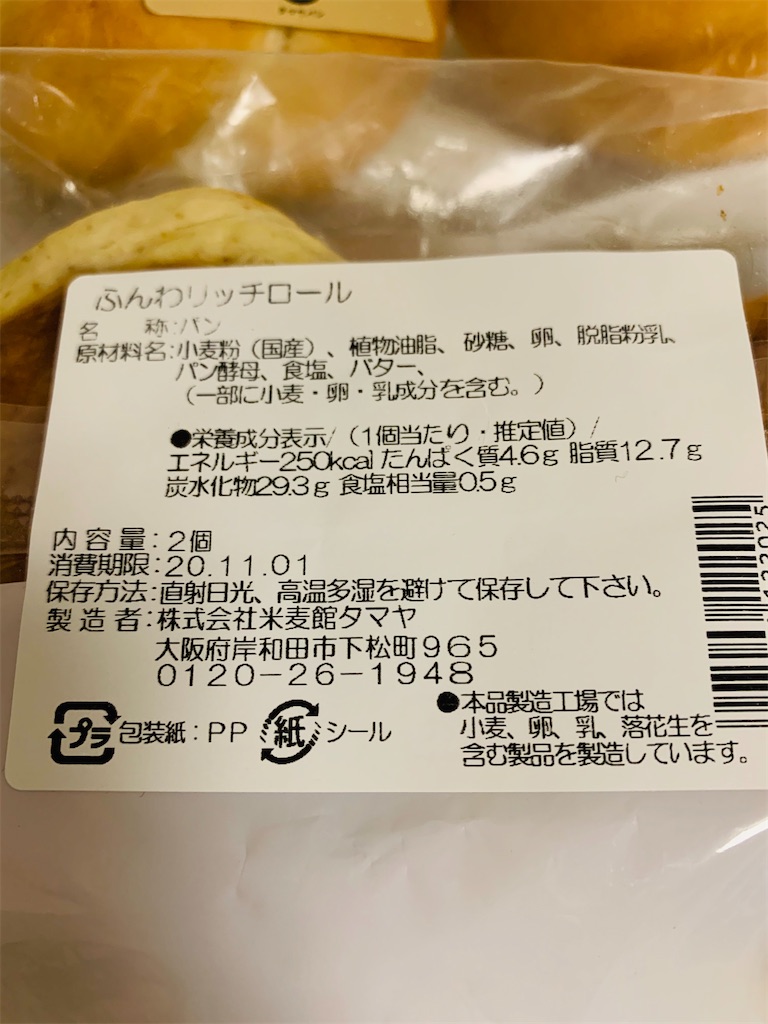 ふんわリッチロール
名　　称:パン
原材料名:小麦粉（国産）、植物油脂、砂糖、卵、脱脂粉乳、
パン酵母、食塩、バター、
（一部に小麦・卵・乳成分を含む。）
●栄養成分表示/（1個当たり・推定値）/
エネルギー250kcal たんぱく質4.6g 脂質12.7g
炭水化物29.3g 食塩相当量0.5g
内容量:2個
消費期限:20.11.01
保存方法:直射日光、高温多湿を避けて保存して下さい。
製造者:株式会社米麦館タマヤ
大阪府岸和田市下松町965
0120-26-1948
プラ 包装紙:PP 紙 シール
●本品製造工場では
小麦、卵、乳、落花生を
含む製品を製造しています。